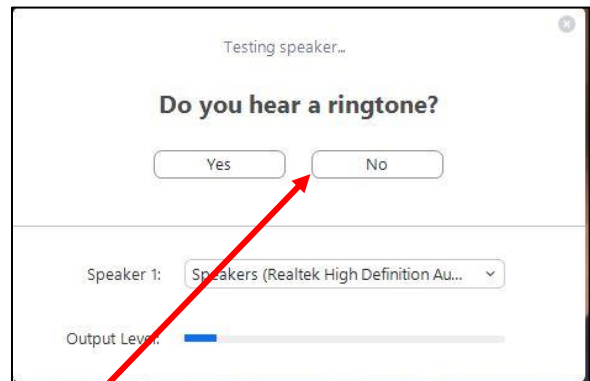 Testing speaker...
Do you hear a ringtone?
Yes No
Speaker 1: Speakers (Realtek High Definition Au...
Output Level: